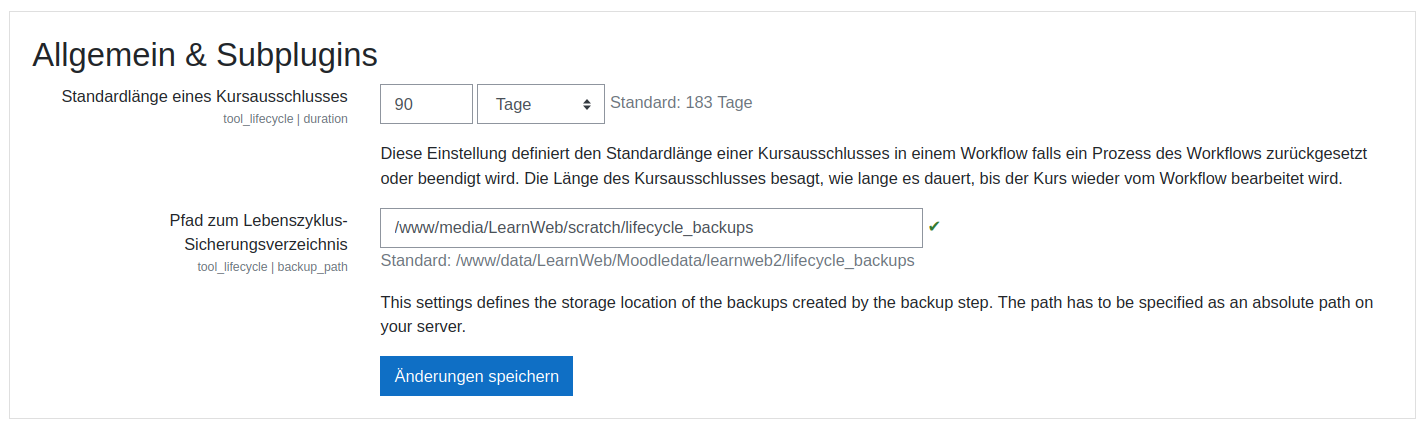 Allgemein & Subplugins
Standardlänge eines Kursausschlusses
tool_lifecycle | duration
90
Tage
Standard: 183 Tage
Diese Einstellung definiert den Standardlänge einer Kursausschlusses in einem Workflow falls ein Prozess des Workflows zurückgesetzt
oder beendigt wird. Die Länge des Kursausschlusses besagt, wie lange es dauert, bis der Kurs wieder vom Workflow bearbeitet wird.
Pfad zum Lebenszyklus-
Sicherungsverzeichnis
tool_lifecycle | backup_path
/www/media/LearnWeb/scratch/lifecycle_backups
Standard: /www/data/LearnWeb/Moodledata/learnweb2/lifecycle_backups
This settings defines the storage location of the backups created by the backup step. The path has to be specified as an absolute path on
your server.
Änderungen speichern